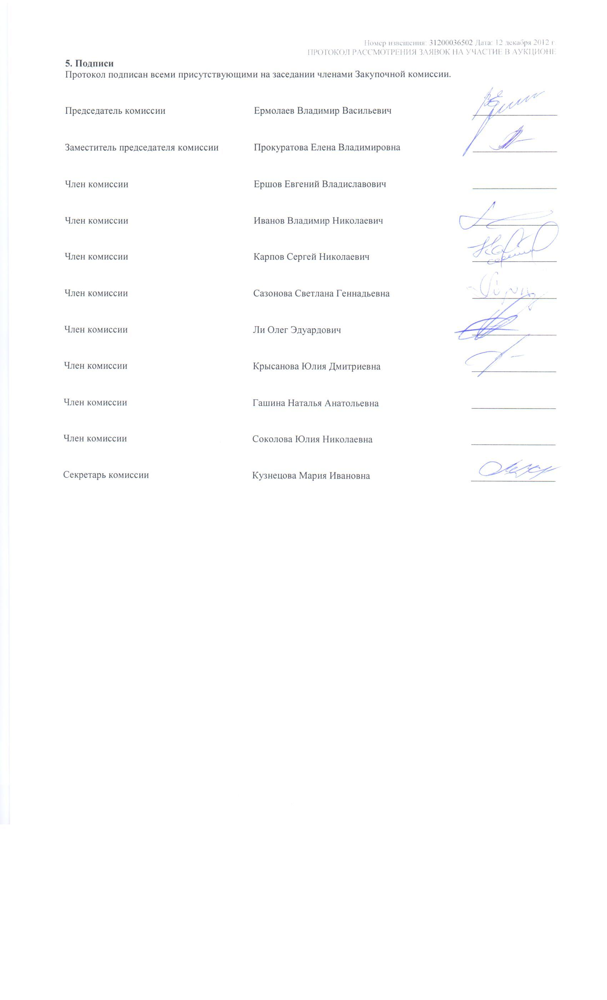 Номер извещения: 31200036502 Дата: 12 декабря 2012 г.
ПРОТОКОЛ РАССМОТРЕНИЯ ЗАЯВОК НА УЧАСТИЕ В АУКЦИОНЕ
5. Подписи
Протокол подписан всеми присутствующими на заседании членами Закупочной комиссии.
Председатель комиссии Ермолаев Владимир Васильевич
Заместитель председателя комиссии Прокуратова Елена Владимировна
Член комиссии Ершов Евгений Владиславович
Член комиссии Иванов Владимир Николаевич
Член комиссии Карпов Сергей Николаевич
Член комиссии Сазонова Светлана Геннадьевна
Член комиссии Ли Олег Эдуардович
Член комиссии Крысанова Юлия Дмитриевна
Член комиссии Гашина Наталья Анатольевна
Член комиссии Соколова Юлия Николаевна
Секретарь комиссии Кузнецова Мария Ивановна